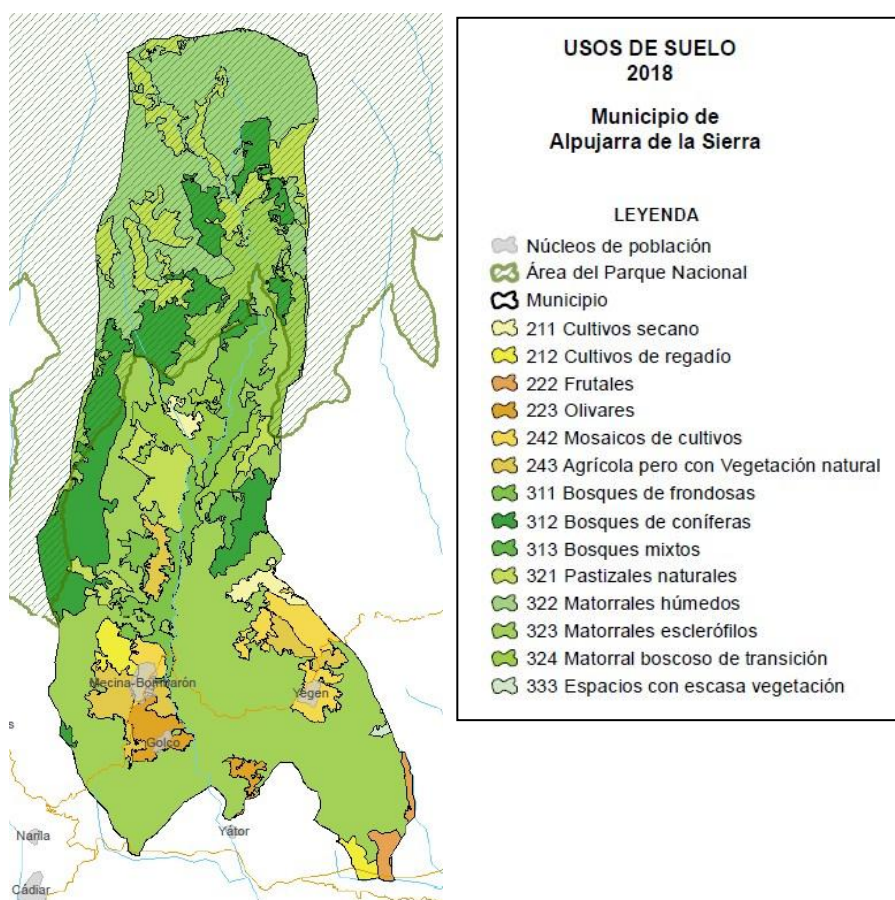 USOS DE SUELO
2018
Municipio de
Alpujarra de la Sierra
LEYENDA
Núcleos de población
Área del Parque Nacional
Municipio
211 Cultivos secano
212 Cultivos de regadío
222 Frutales
223 Olivares
242 Mosaicos de cultivos
243 Agrícola pero con Vegetación natural
311 Bosques de frondosas
312 Bosques de coníferas
313 Bosques mixtos
321 Pastizales naturales
322 Matorrales húmedos
323 Matorrales esclerófilos
324 Matorral boscoso de transición
333 Espacios con escasa vegetación
Mecina-Bombarón
Yegen
s
Golco
Narila
Yátor
Cádiar